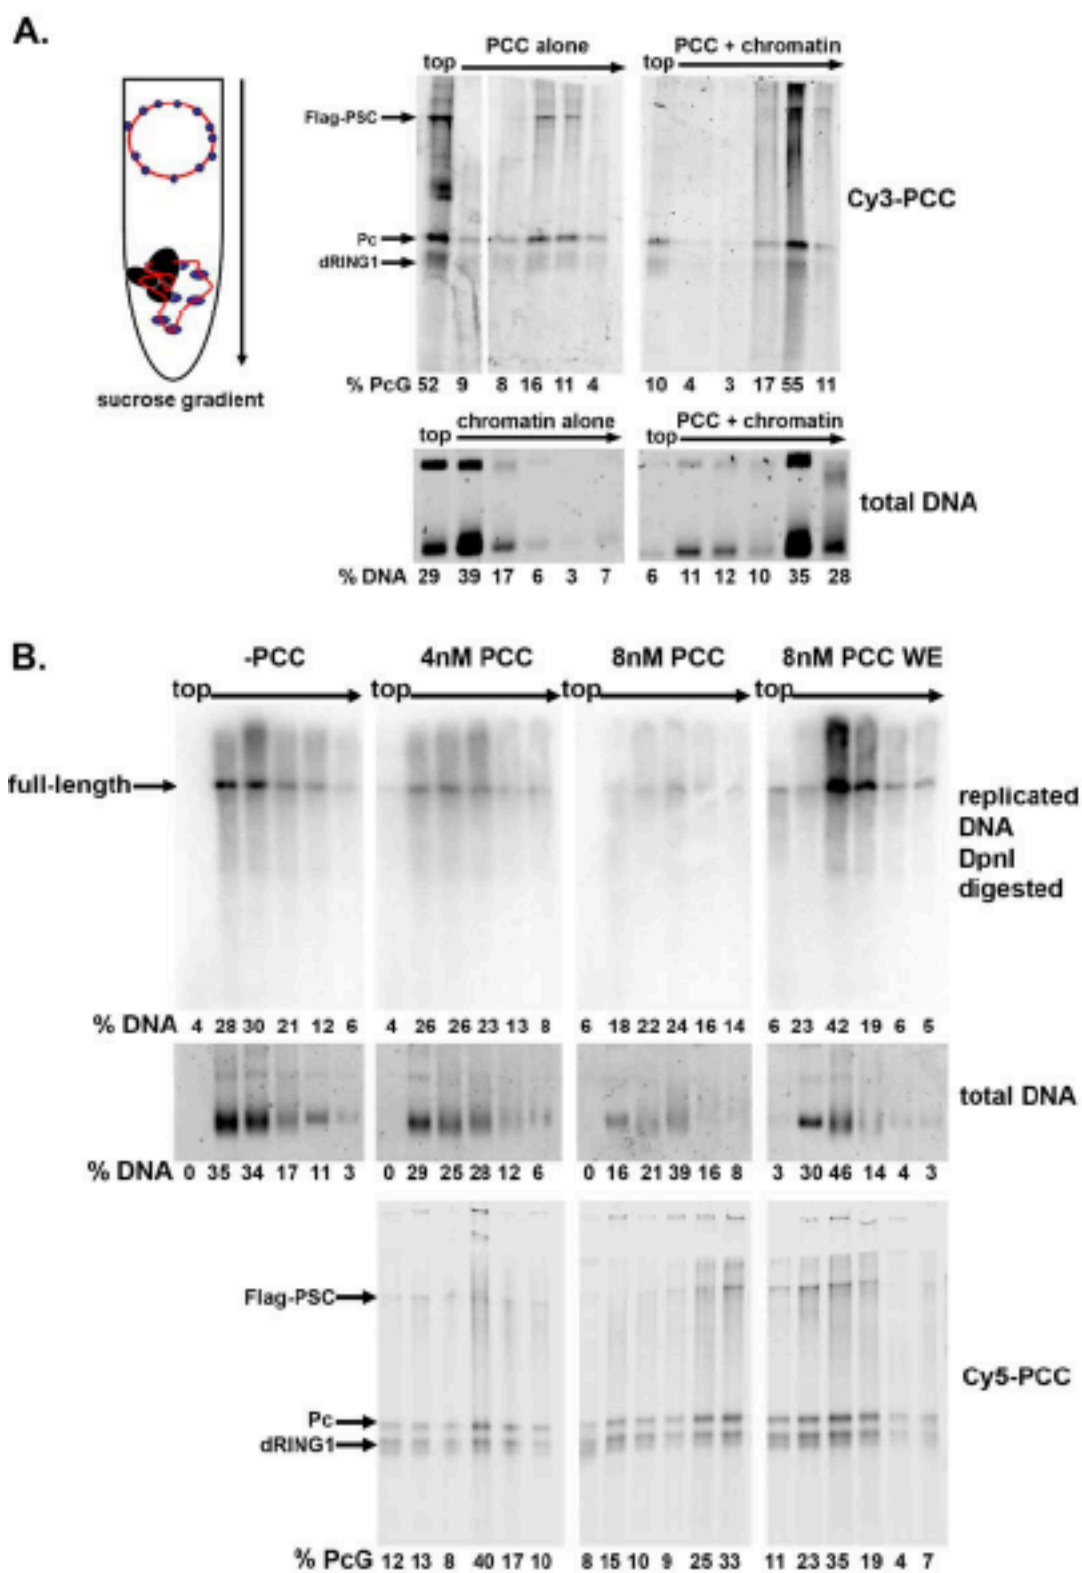 A.
PCC alone
PCC + chromatin
top
top
Flag-PSC
Cy3-PCC
Pc
dRING1
sucrose gradient
% PcG 52 9 8 16 11 4 10 4 3 17 55 11
chromatin alone
PCC + chromatin
top
top
total DNA
% DNA 29 39 17 6 3 7 6 11 12 10 35 28
B.
-PCC 4nM PCC 8nM PCC 8nM PCC WE
top top top top
full-length
replicated
DNA
DpnI
digested
% DNA 4 28 30 21 12 6 4 26 26 23 13 8 6 18 22 24 16 14 6 23 42 19 6 5
total DNA
% DNA 0 35 34 17 11 3 0 29 25 28 12 6 0 16 21 39 16 8 3 30 46 14 4 3
Flag-PSC
Cy5-PCC
Pc
dRING1
% PcG 12 13 8 40 17 10 8 15 10 9 25 33 11 23 35 19 4 7